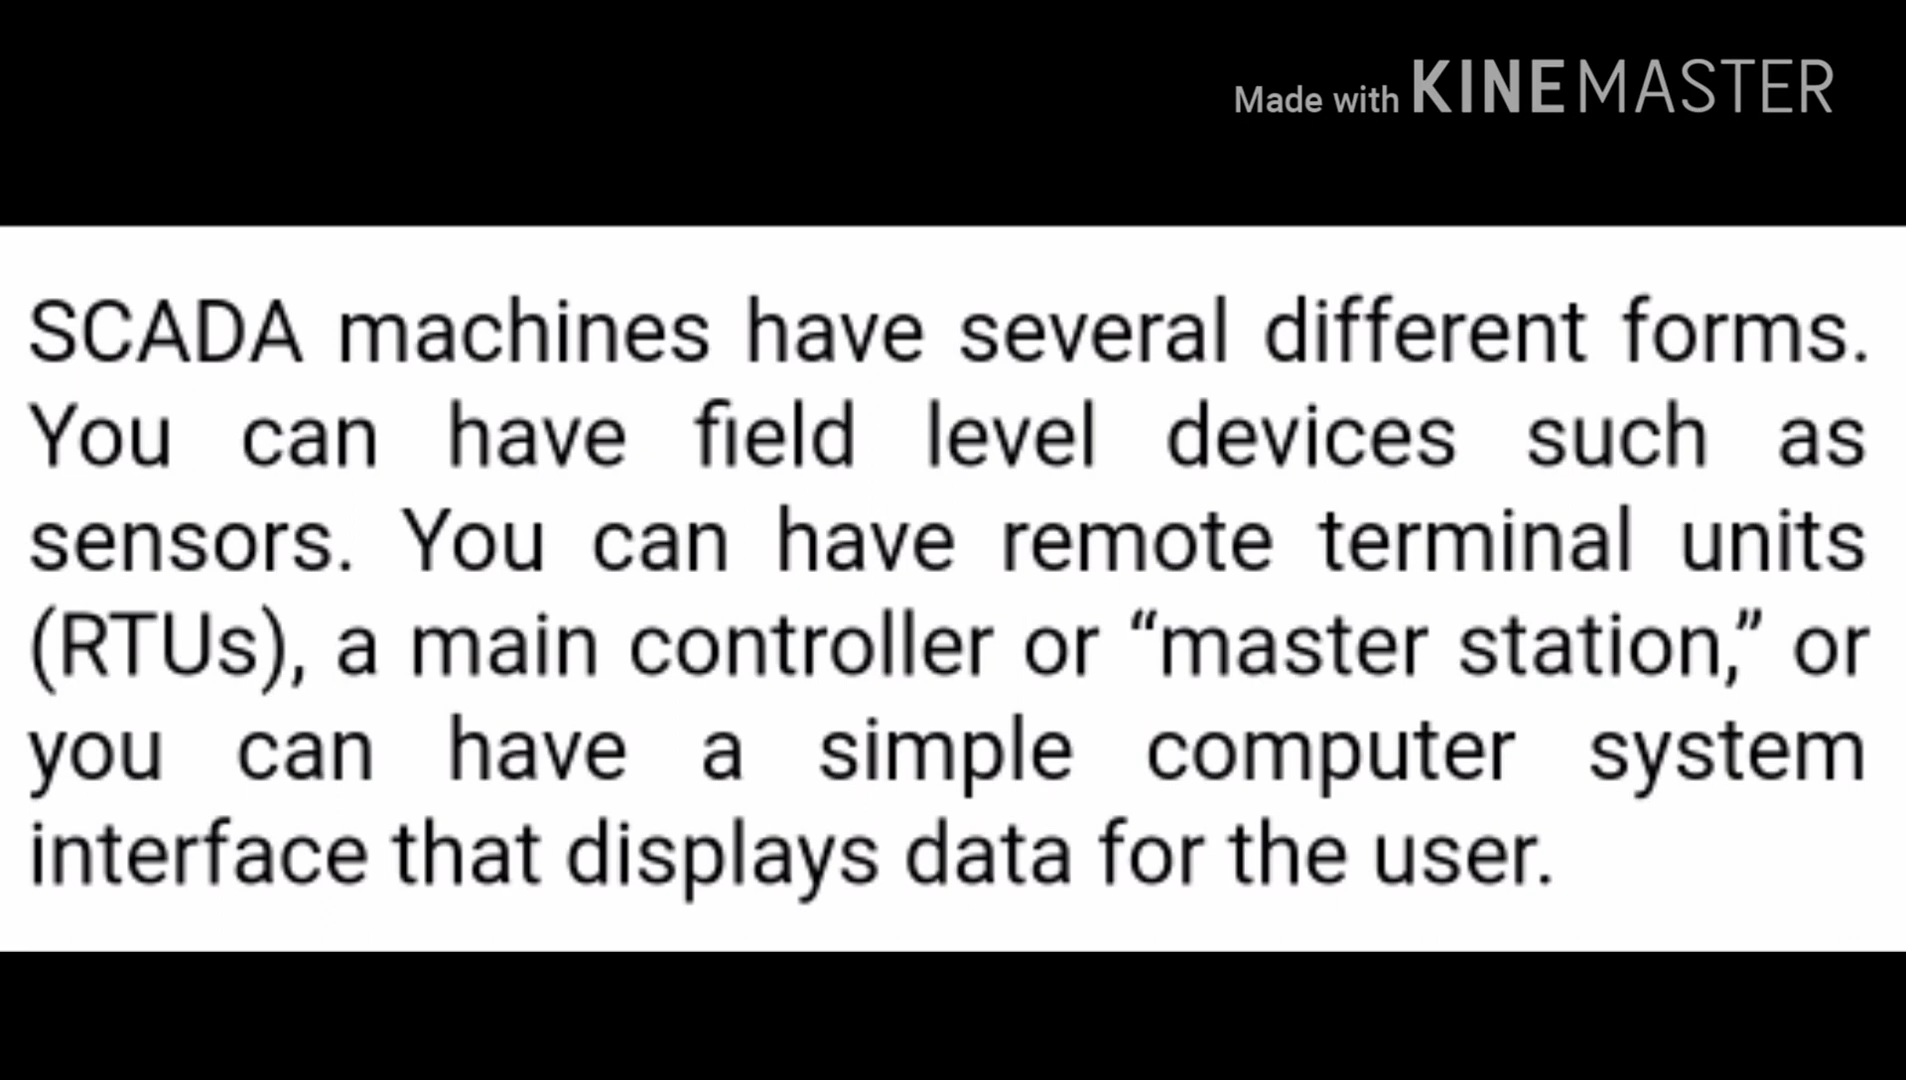 Made with KINEMASTER
SCADA machines have several different forms.
You can have field level devices such as
sensors. You can have remote terminal units
(RTUs), a main controller or “master station,” or
you can have a simple computer system
interface that displays data for the user.